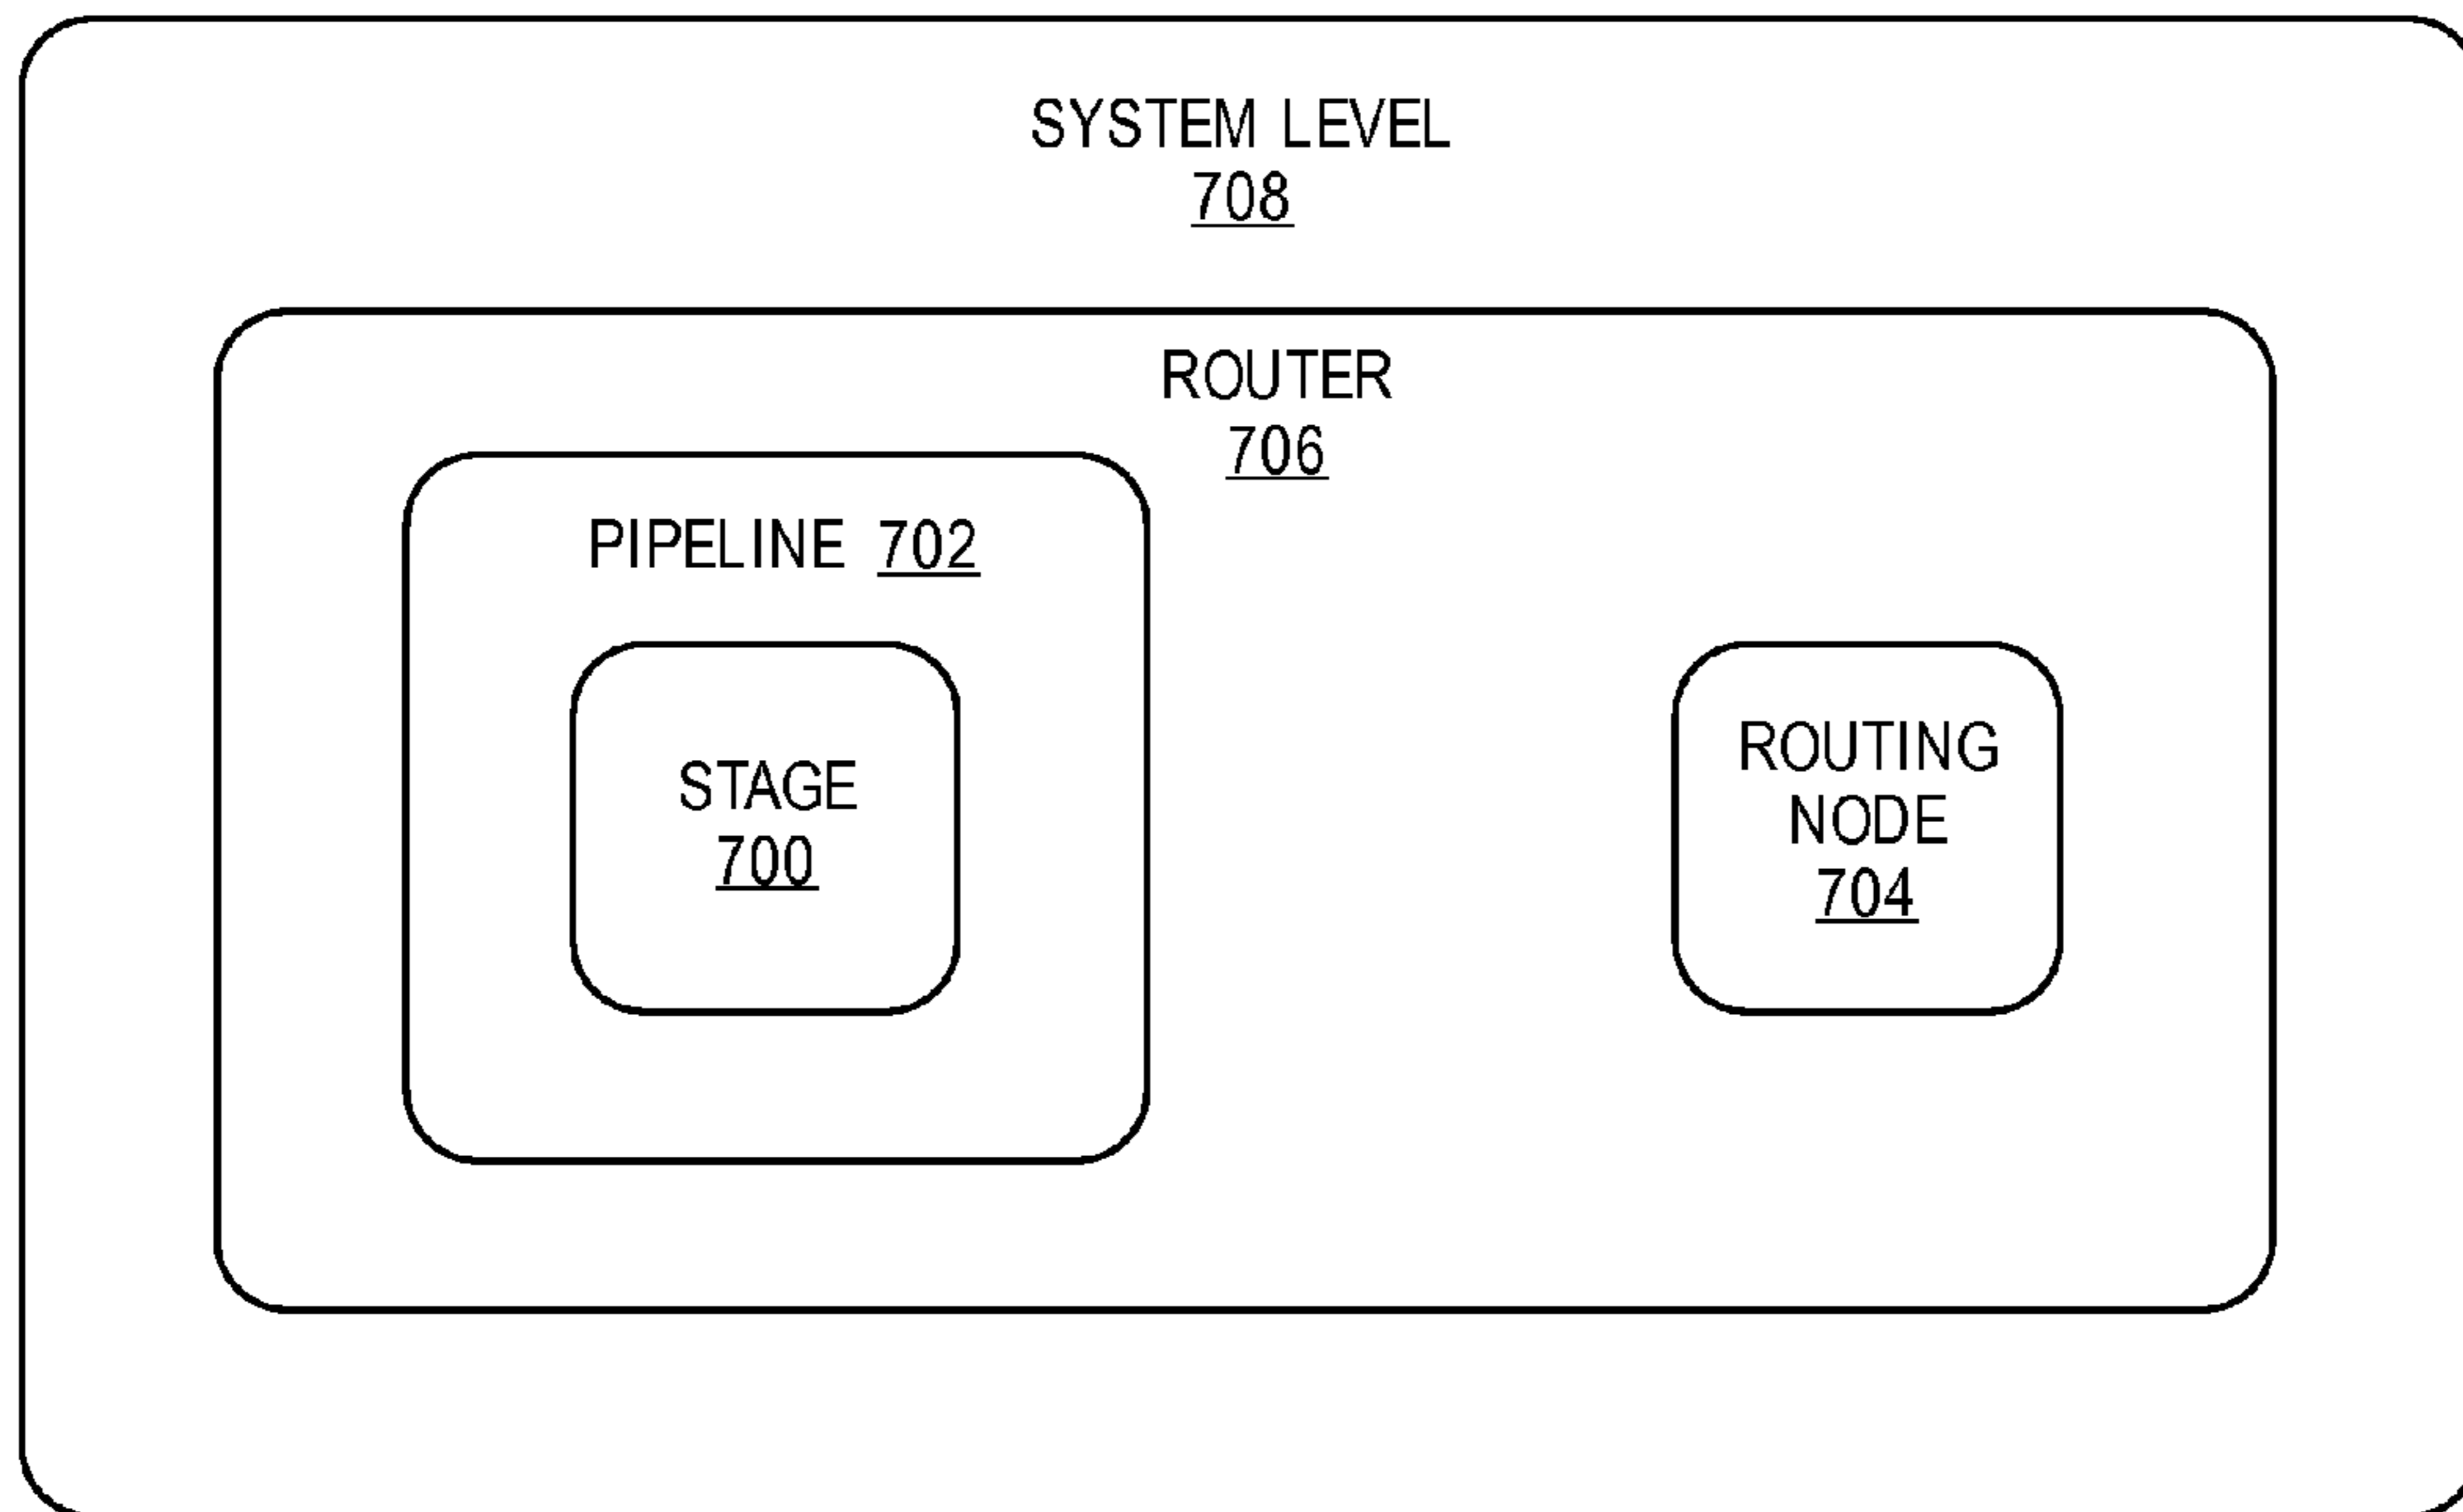 SYSTEM LEVEL
708
ROUTER
706
PIPELINE 702
STAGE
700
ROUTING
NODE
704